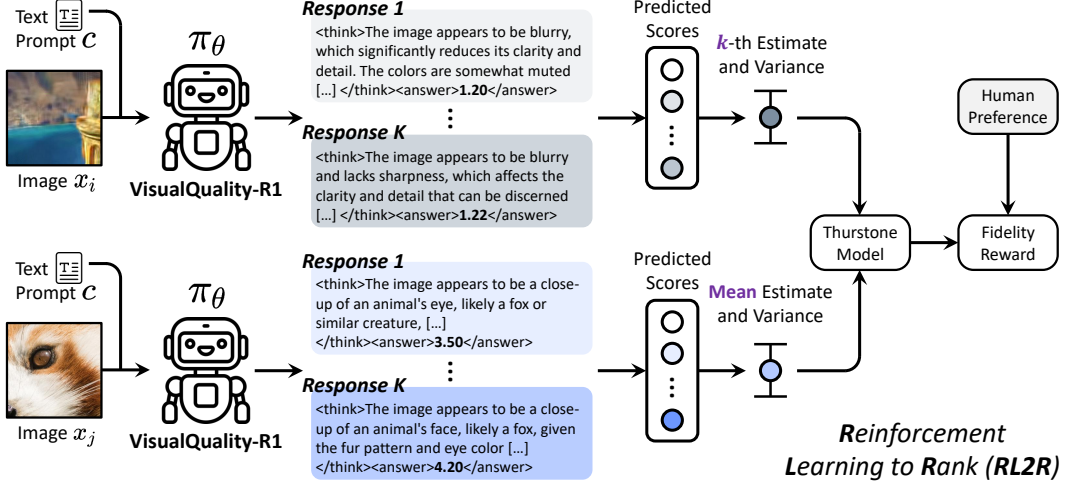 Text
Prompt c
Image x_i
π_θ
VisualQuality-R1
Response 1
<think>The image appears to be blurry,
which significantly reduces its clarity and
detail. The colors are somewhat muted
[...] </think><answer>1.20</answer>
⋮
Response K
<think>The image appears to be blurry
and lacks sharpness, which affects the
clarity and detail that can be discerned
[...] </think><answer>1.22</answer>
Predicted
Scores
k-th Estimate
and Variance
Human
Preference
Thurstone
Model
Fidelity
Reward
Text
Prompt c
Image x_j
π_θ
VisualQuality-R1
Response 1
<think>The image appears to be a close-
up of an animal's eye, likely a fox or
similar creature, [...]
</think><answer>3.50</answer>
⋮
Response K
<think>The image appears to be a close-
up of an animal's face, likely a fox, given
the fur pattern and eye color [...]
</think><answer>4.20</answer>
Predicted
Scores
Mean Estimate
and Variance
Reinforcement
Learning to Rank (RL2R)